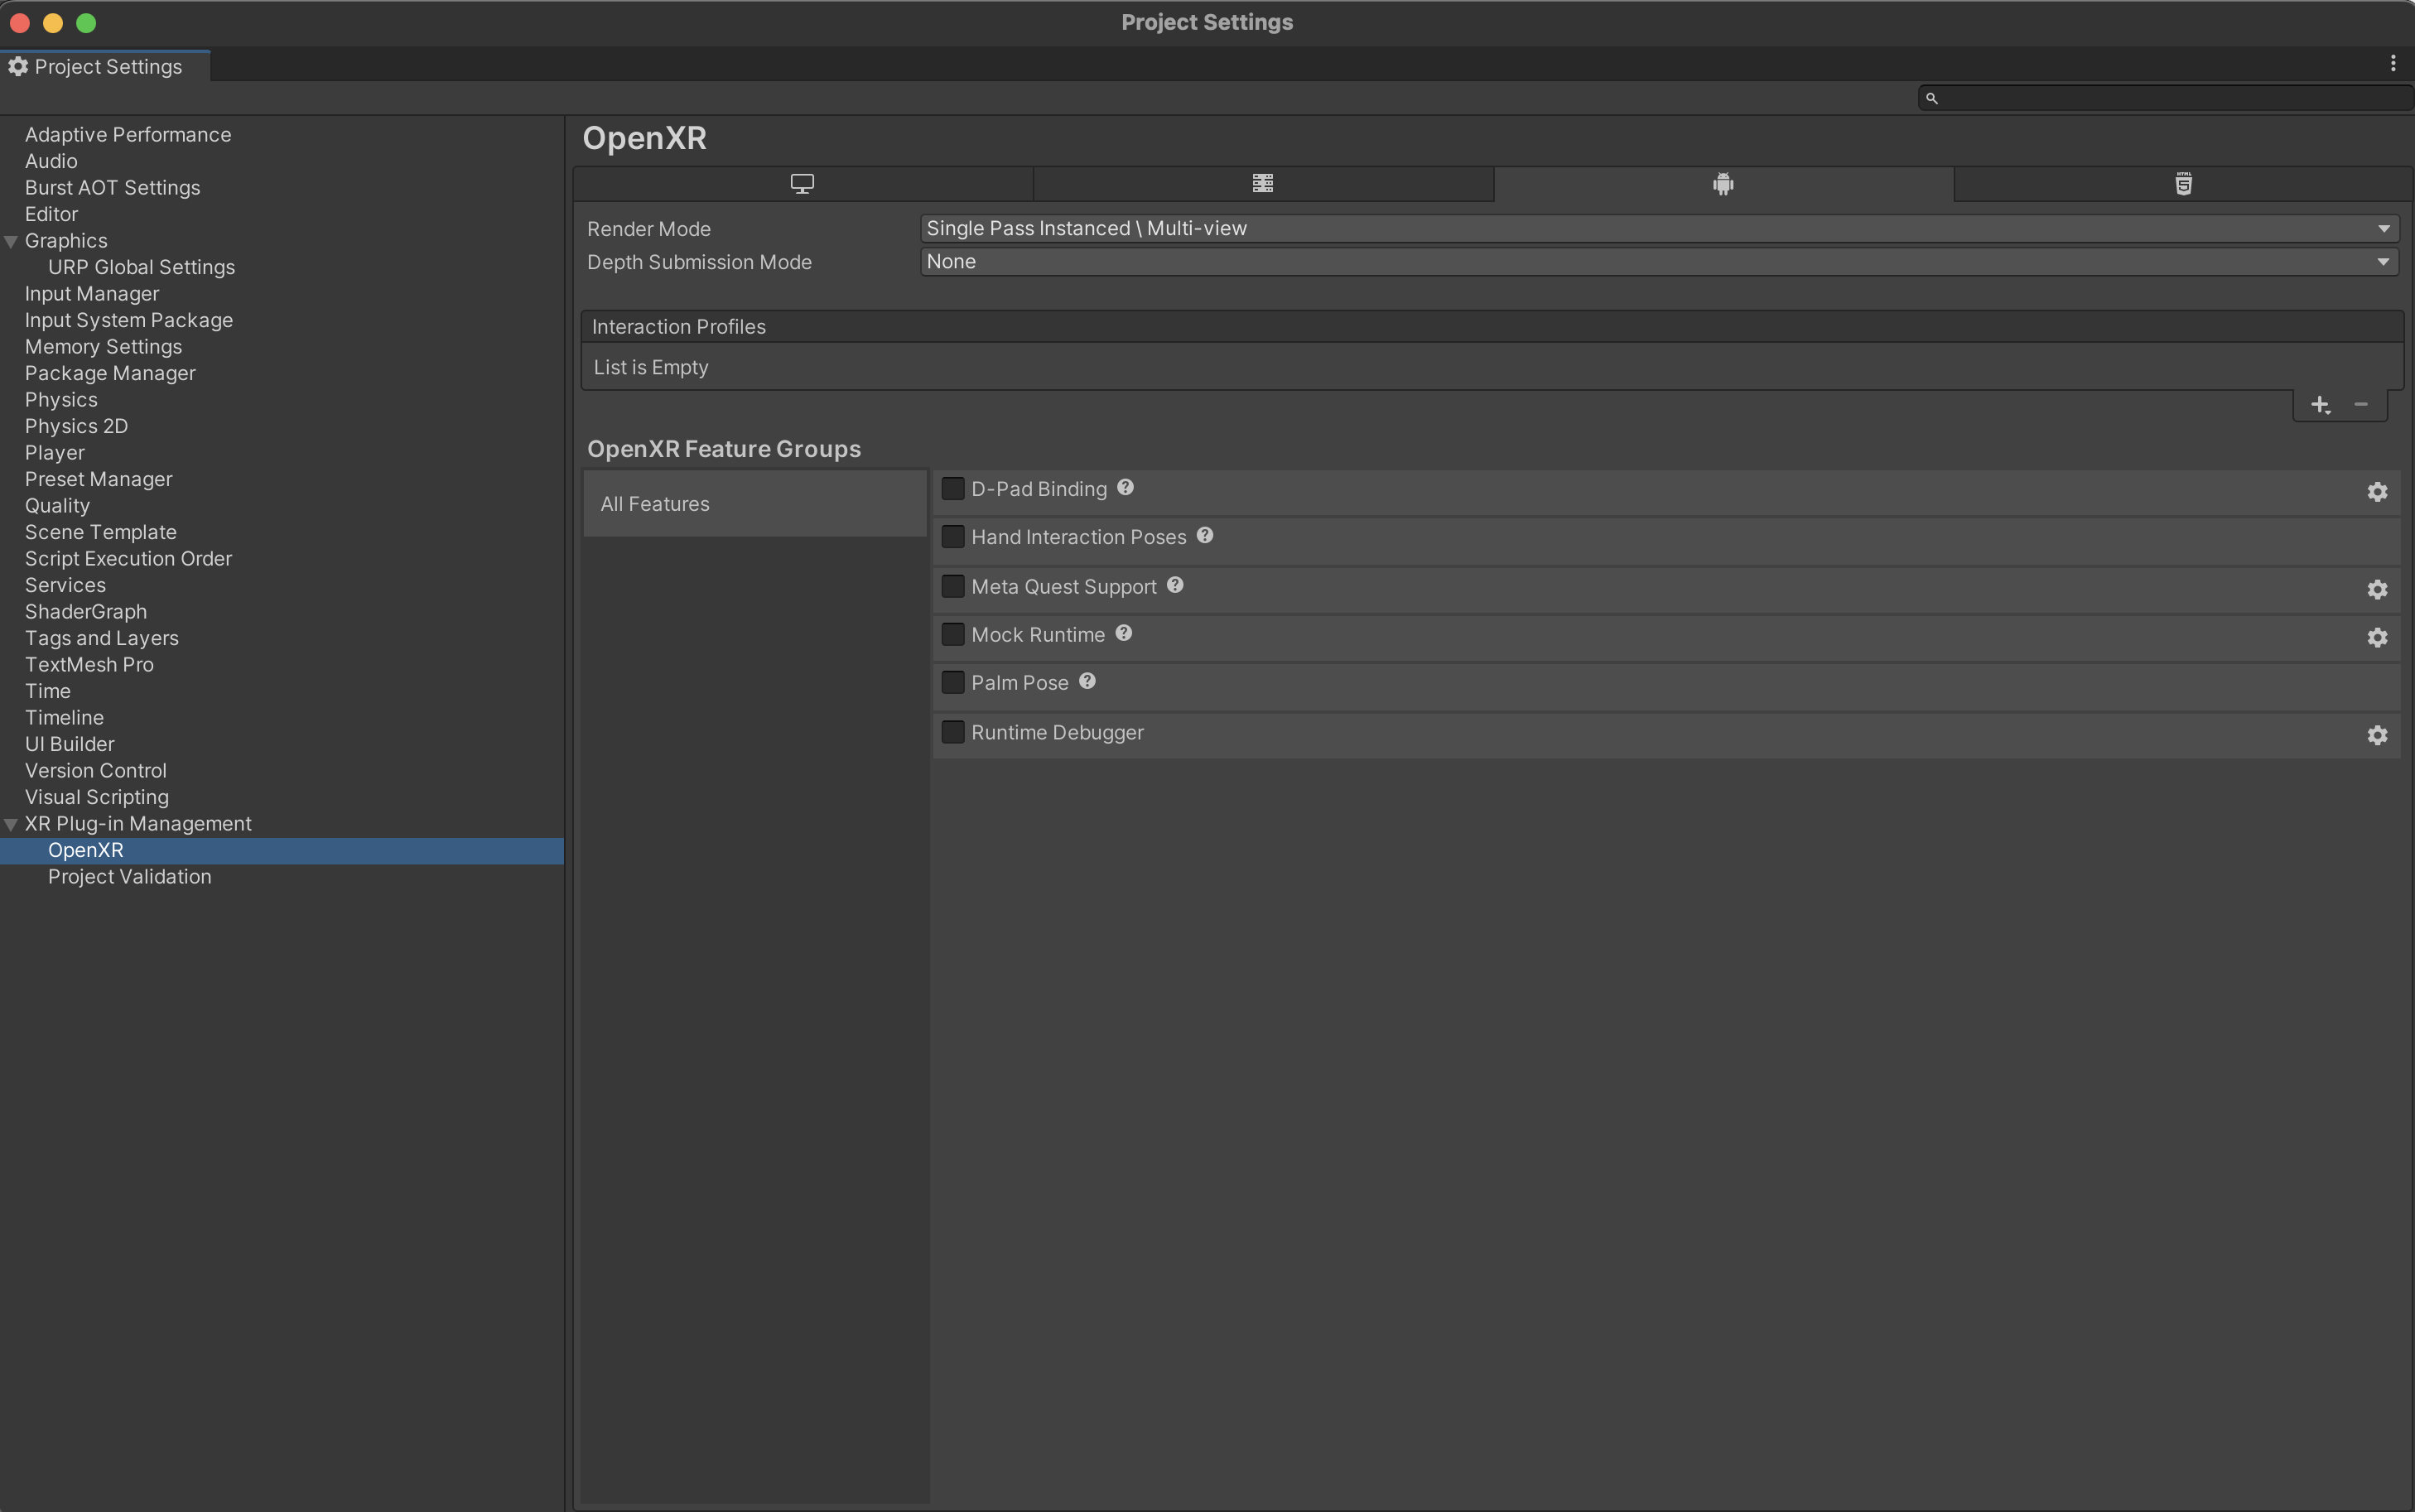 Project Settings
Project Settings
Adaptive Performance
Audio
Burst AOT Settings
Editor
Graphics
URP Global Settings
Input Manager
Input System Package
Memory Settings
Package Manager
Physics
Physics 2D
Player
Preset Manager
Quality
Scene Template
Script Execution Order
Services
ShaderGraph
Tags and Layers
TextMesh Pro
Time
Timeline
UI Builder
Version Control
Visual Scripting
XR Plug-in Management
OpenXR
Project Validation
OpenXR
HTML
5
Render Mode
Single Pass Instanced \ Multi-view
Depth Submission Mode
None
Interaction Profiles
List is Empty
OpenXR Feature Groups
All Features
D-Pad Binding
Hand Interaction Poses
Meta Quest Support
Mock Runtime
Palm Pose
Runtime Debugger